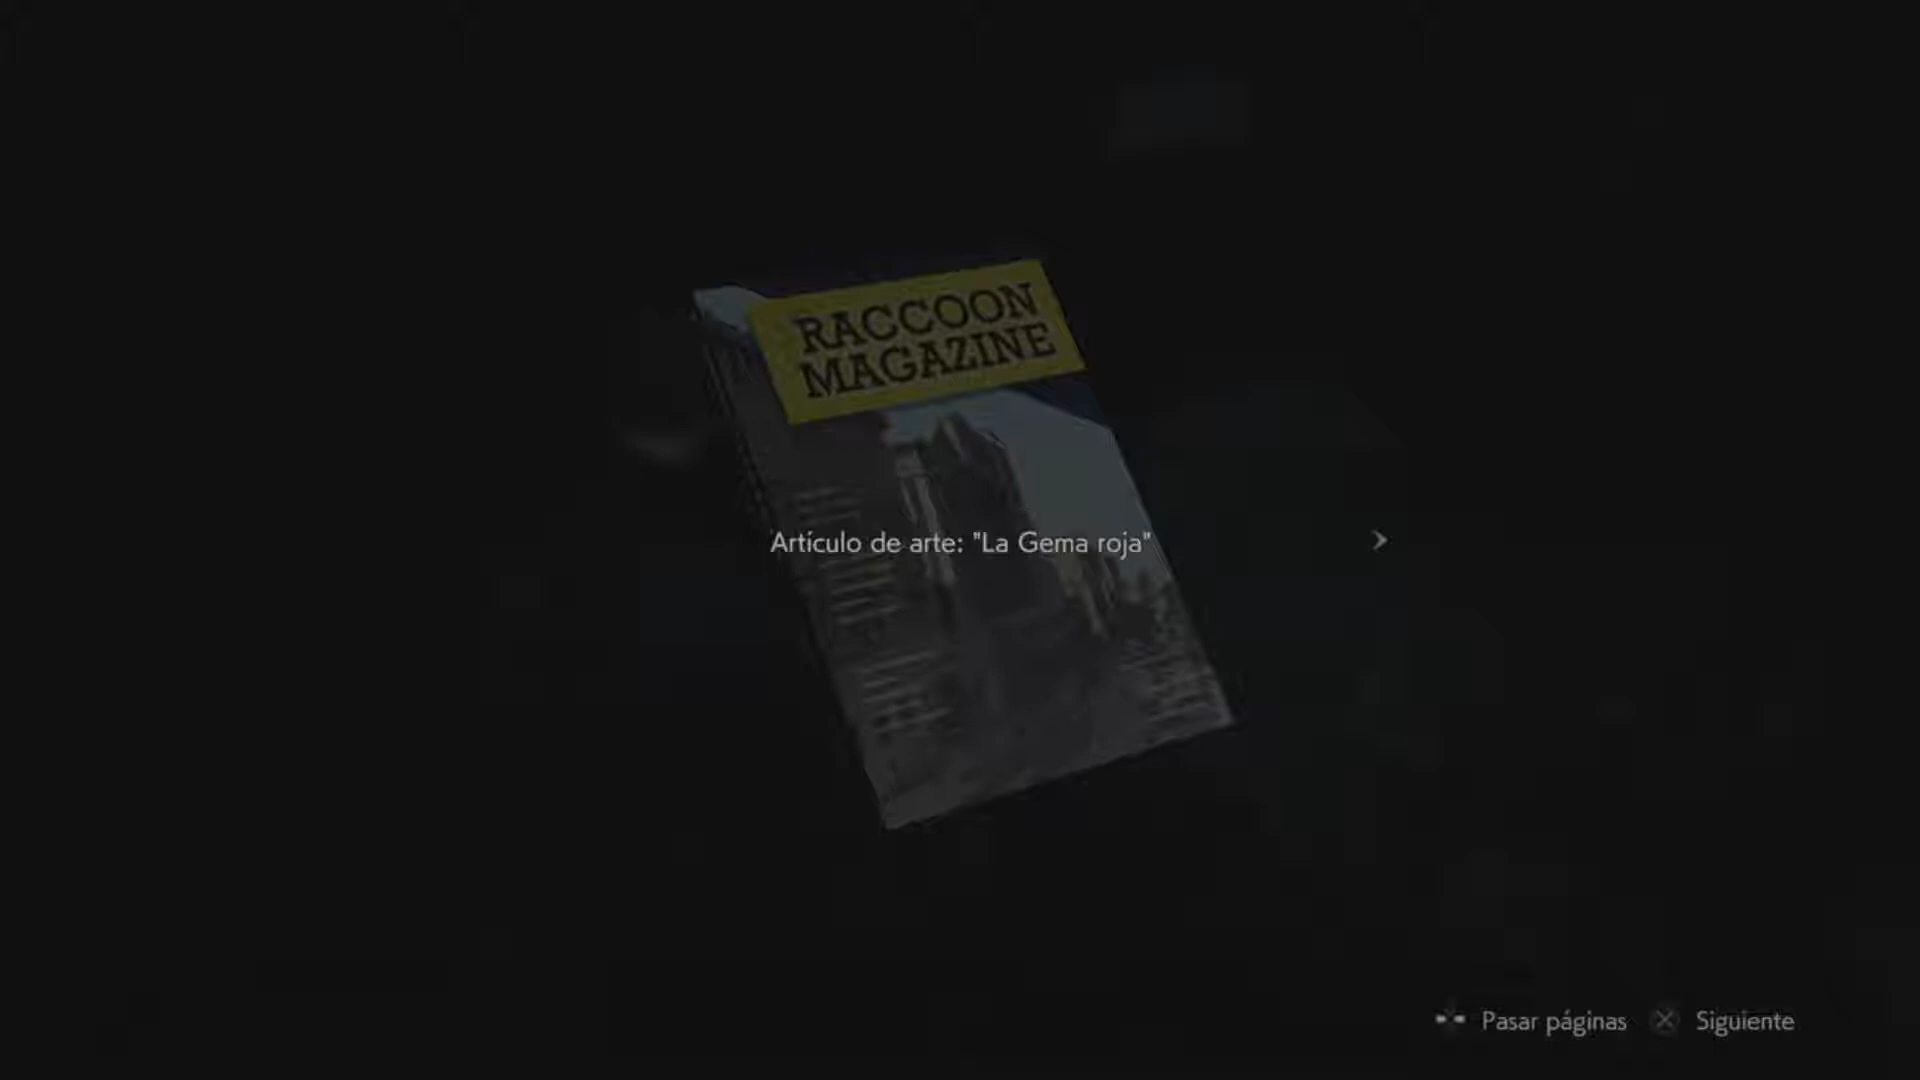 RACCOON
MAGAZINE
Artículo de arte: "La Gema roja"
Pasar páginas
Siguiente